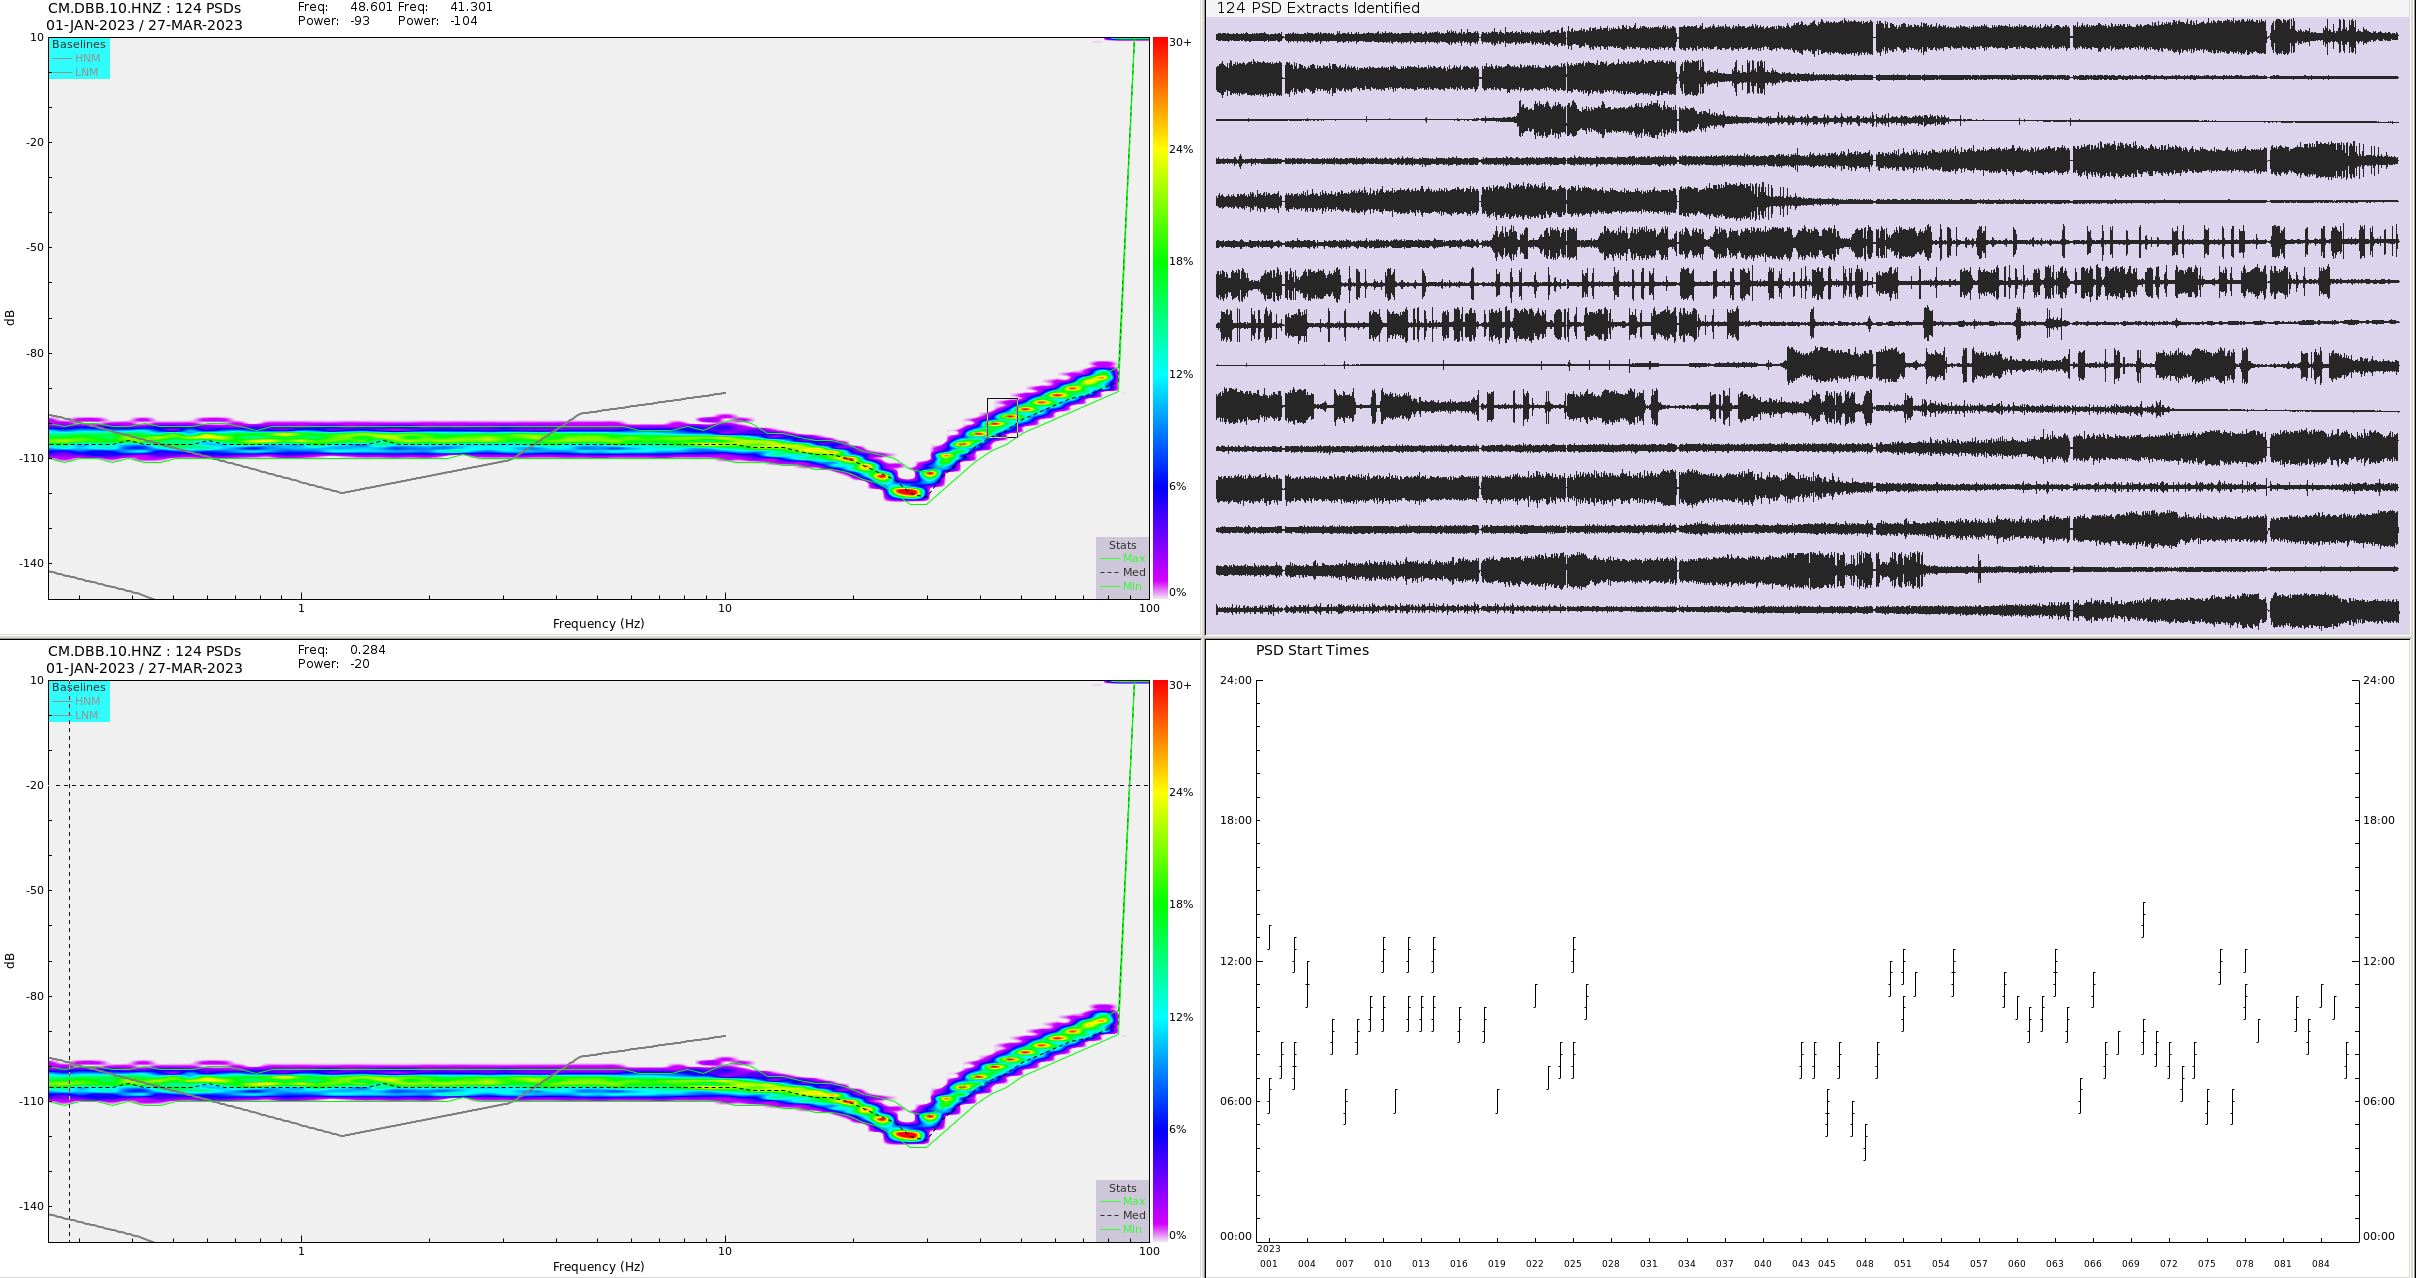 CM.DBB.10.HNZ : 124 PSDs
01-JAN-2023 / 27-MAR-2023
Freq: 48.601 Freq: 41.301
Power: -93 Power: -104
Baselines
HNM
LNM
10
-20
-50
-80
-110
-140
dB
1
10
100
Frequency (Hz)
30+
24%
18%
12%
6%
0%
Stats
Max
Med
Min
124 PSD Extracts Identified
CM.DBB.10.HNZ : 124 PSDs
01-JAN-2023 / 27-MAR-2023
Freq: 0.284
Power: -20
Baselines
HNM
LNM
10
-20
-50
-80
-110
-140
dB
1
10
100
Frequency (Hz)
30+
24%
18%
12%
6%
0%
Stats
Max
Med
Min
PSD Start Times
24:00 24:00
18:00 18:00
12:00 12:00
06:00 06:00
00:00 00:00
2023
001 004 007 010 013 016 019 022 025 028 031 034 037 040 043 045 048 051 054 057 060 063 066 069 072 075 078 081 084